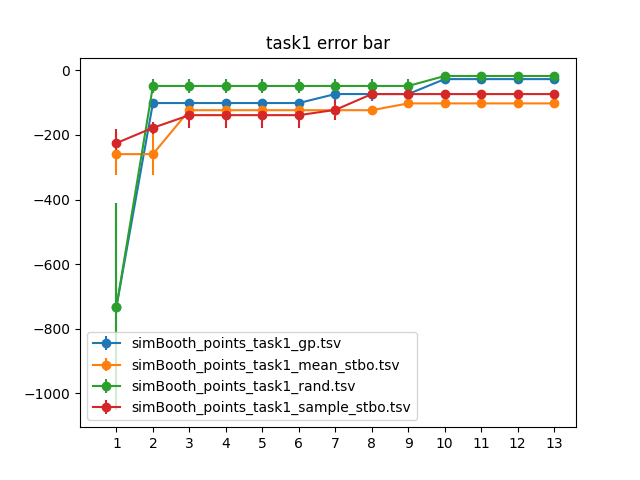 task1 error bar
0
−200
−400
−600
−800
−1000
simBooth_points_task1_gp.tsv
simBooth_points_task1_mean_stbo.tsv
simBooth_points_task1_rand.tsv
simBooth_points_task1_sample_stbo.tsv
1 2 3 4 5 6 7 8 9 10 11 12 13